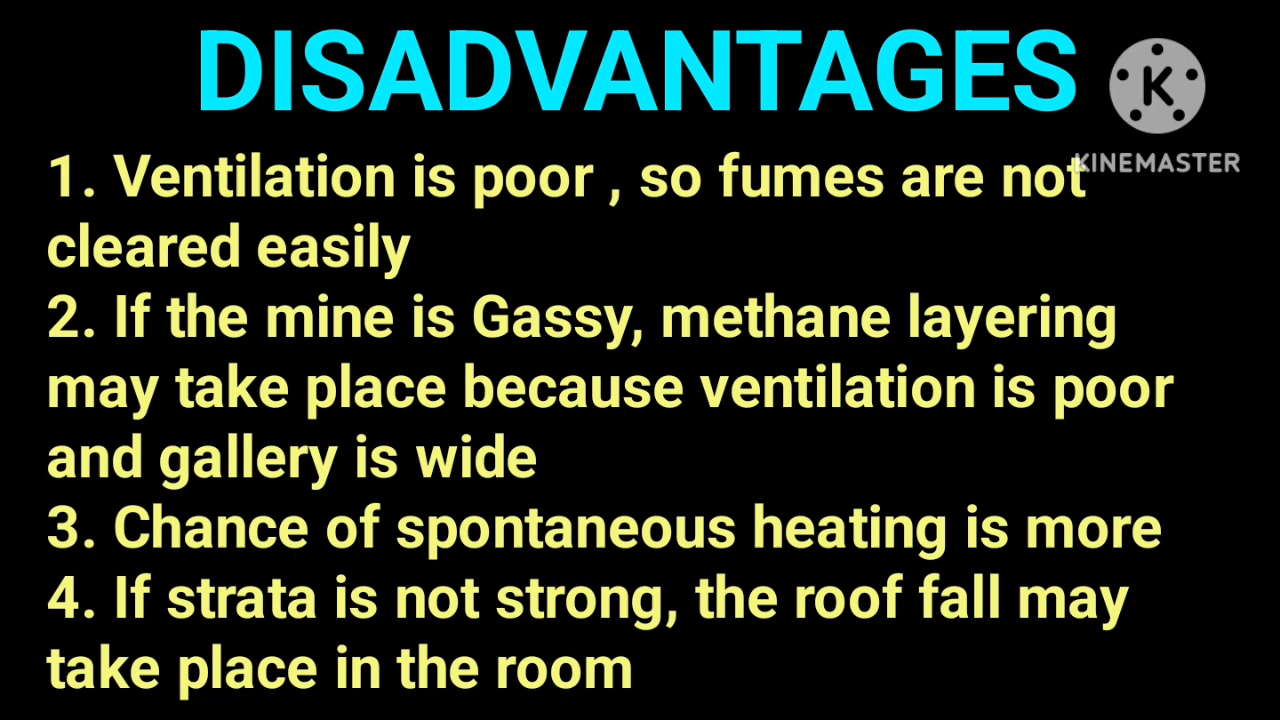 DISADVANTAGES
K
KINEMASTER
1. Ventilation is poor , so fumes are not
cleared easily
2. If the mine is Gassy, methane layering
may take place because ventilation is poor
and gallery is wide
3. Chance of spontaneous heating is more
4. If strata is not strong, the roof fall may
take place in the room